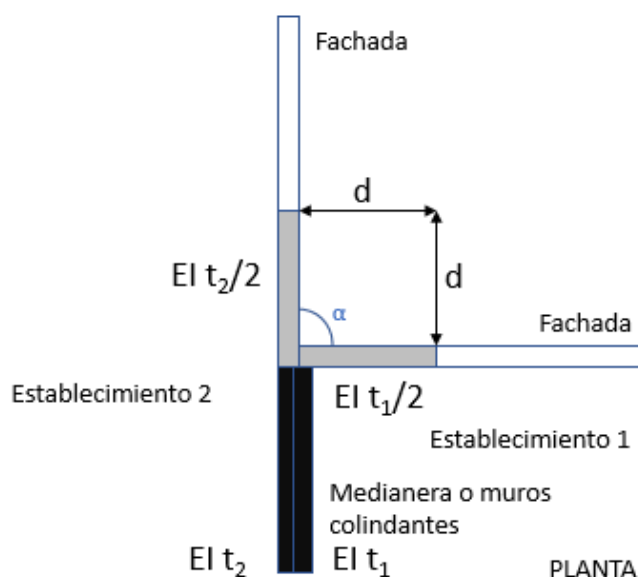 Fachada
d
EI t₂/2
d
α
Fachada
Establecimiento 2
EI t₁/2
Establecimiento 1
Medianera o muros
colindantes
EI t₂
EI t₁
PLANTA